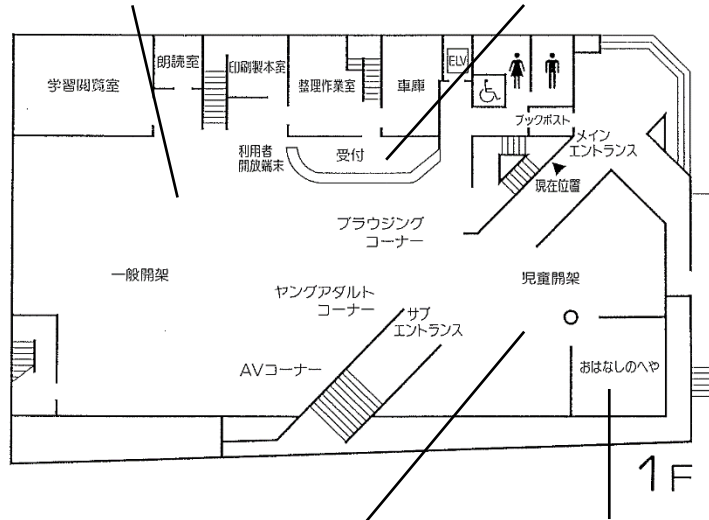 学習閲覧室
朗読室
印刷製本室
整理作業室
車庫
ELV
ブックポスト
メイン
エントランス
利用者
開放端末
受付
現在位置
ブラウジング
コーナー
一般開架
児童開架
ヤングアダルト
コーナー
サブ
エントランス
AVコーナー
おはなしのへや
1F